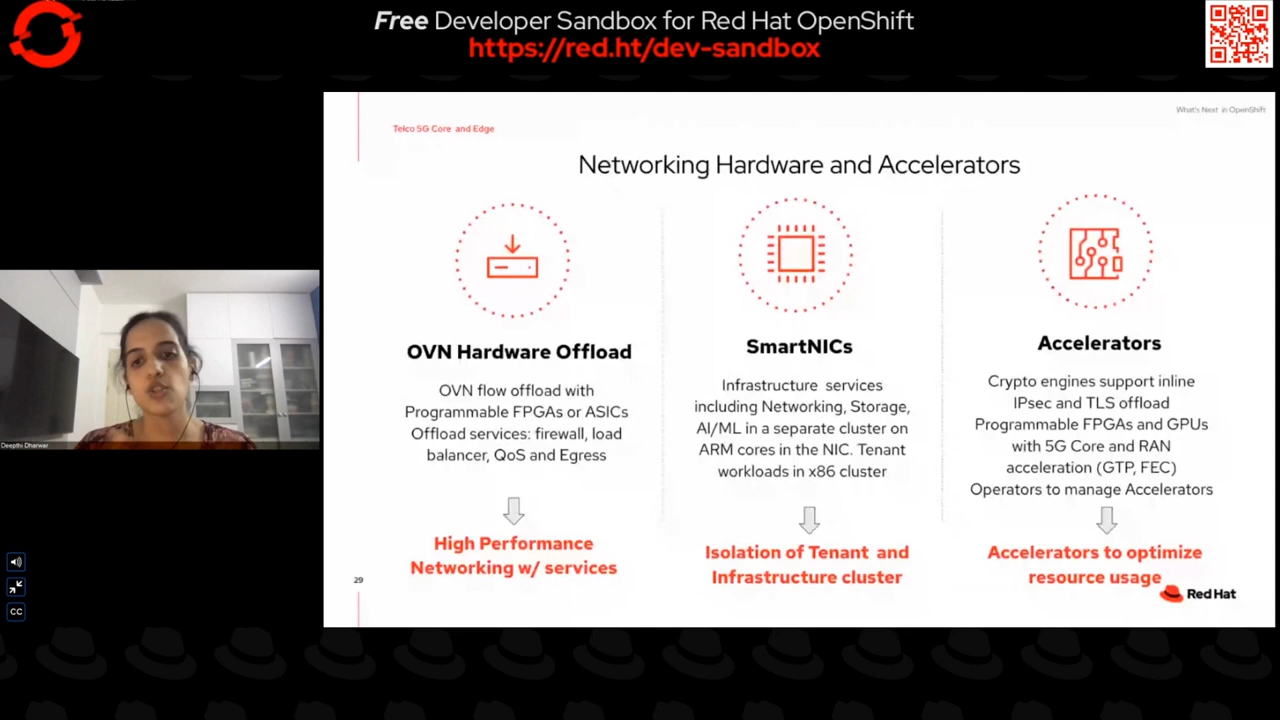 Free Developer Sandbox for Red Hat OpenShift
https://red.ht/dev-sandbox
What's Next in OpenShift
Telco 5G Core and Edge
Networking Hardware and Accelerators
OVN Hardware Offload
OVN flow offload with
Programmable FPGAs or ASICs
Offload services: firewall, load
balancer, QoS and Egress
High Performance
Networking w/ services
SmartNICs
Infrastructure services
including Networking, Storage,
AI/ML in a separate cluster on
ARM cores in the NIC. Tenant
workloads in x86 cluster
Isolation of Tenant and
Infrastructure cluster
Accelerators
Crypto engines support inline
IPsec and TLS offload
Programmable FPGAs and GPUs
with 5G Core and RAN
acceleration (GTP, FEC)
Operators to manage Accelerators
Accelerators to optimize
resource usage
29
Red Hat
Deepthi Dharwar
CC